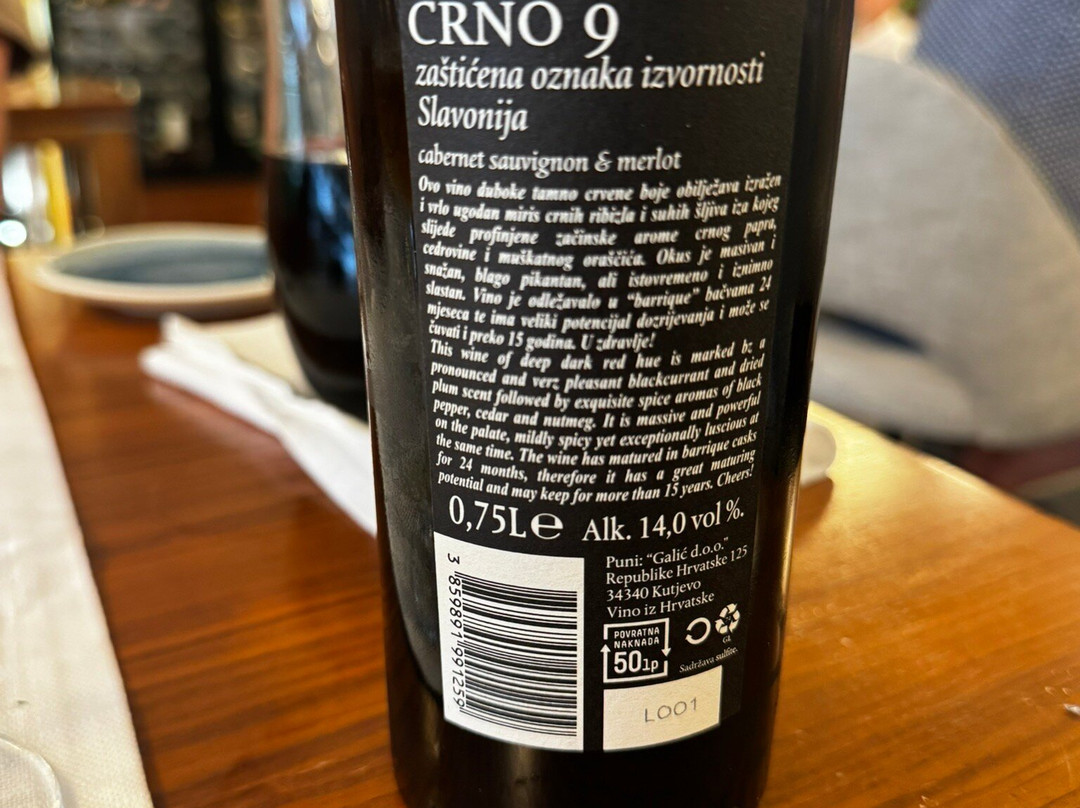 CRNO 9
zaštićena oznaka izvornosti
Slavonija
cabernet sauvignon & merlot
Ovo vino duboke tamno crvene boje obilježava izražen
i vrlo ugodan miris crnih ribizla i suhih šljiva iza kojeg
slijede profinjene začinske arome crnog papra,
cedrovine i muškatnog oraščića. Okus je masivan i
snažan, blago pikantan, ali istovremeno i iznimno
slastan. Vino je odležavalo u "barrique" bačvama 24
mjeseca te ima veliki potencijal dozrijevanja i može se
čuvati i preko 15 godina. U zdravlje!
This wine of deep dark red hue is marked bz a
pronounced and verz pleasant blackcurrant and dried
plum scent followed by exquisite spice aromas of black
pepper, cedar and nutmeg. It is massive and powerful
on the palate, mildly spicy yet exceptionally luscious at
the same time. The wine has matured in barrique casks
for 24 months, therefore it has a great maturing
potential and may keep for more than 15 years. Cheers!
0,75L℮ Alk. 14,0 vol %.
Puni: "Galić d.o.o."
Republike Hrvatske 125
34340 Kutjevo
Vino iz Hrvatske
POVRATNA
NAKNADA
50lp
GL
Sadržava sulfite.
L001
3 859891 991259